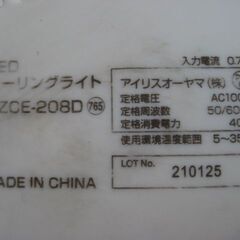 ED
ーリングライト
ZCE-208D 765
MADE IN CHINA
入力電流 0.7
アイリスオーヤマ(株)
定格電圧 AC100
定格周波数 50/60
定格消費電力 40
使用環境温度範囲 5~35
LOT No. 210125